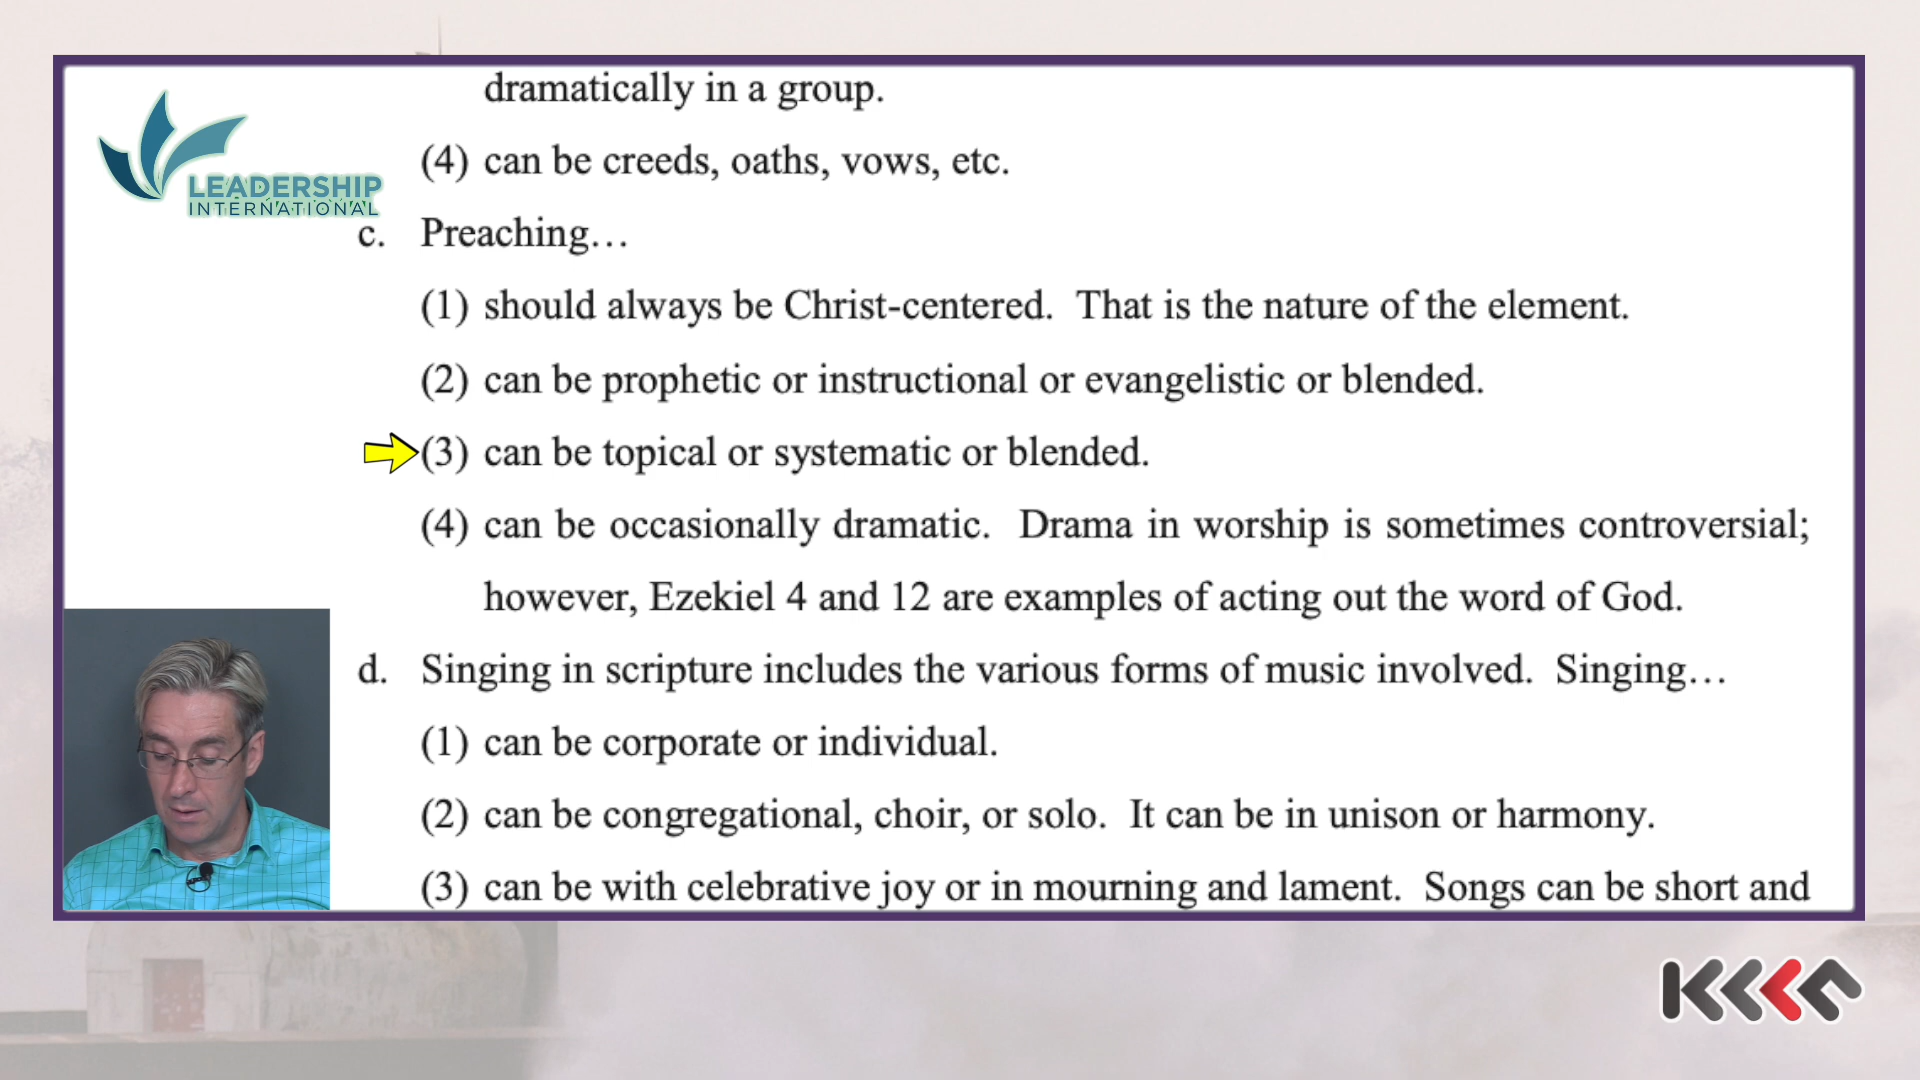 dramatically in a group.
(4) can be creeds, oaths, vows, etc.
LEADERSHIP
INTERNATIONAL
c. Preaching…
(1) should always be Christ-centered. That is the nature of the element.
(2) can be prophetic or instructional or evangelistic or blended.
(3) can be topical or systematic or blended.
(4) can be occasionally dramatic. Drama in worship is sometimes controversial;
however, Ezekiel 4 and 12 are examples of acting out the word of God.
d. Singing in scripture includes the various forms of music involved. Singing…
(1) can be corporate or individual.
(2) can be congregational, choir, or solo. It can be in unison or harmony.
(3) can be with celebrative joy or in mourning and lament. Songs can be short and